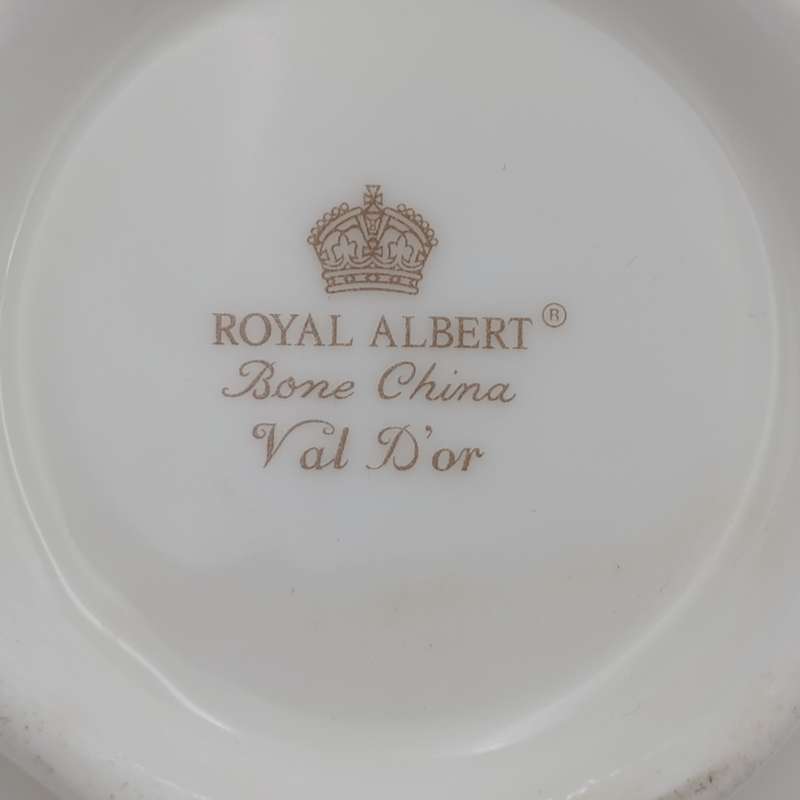 ROYAL ALBERT®
Bone China
Val D'or